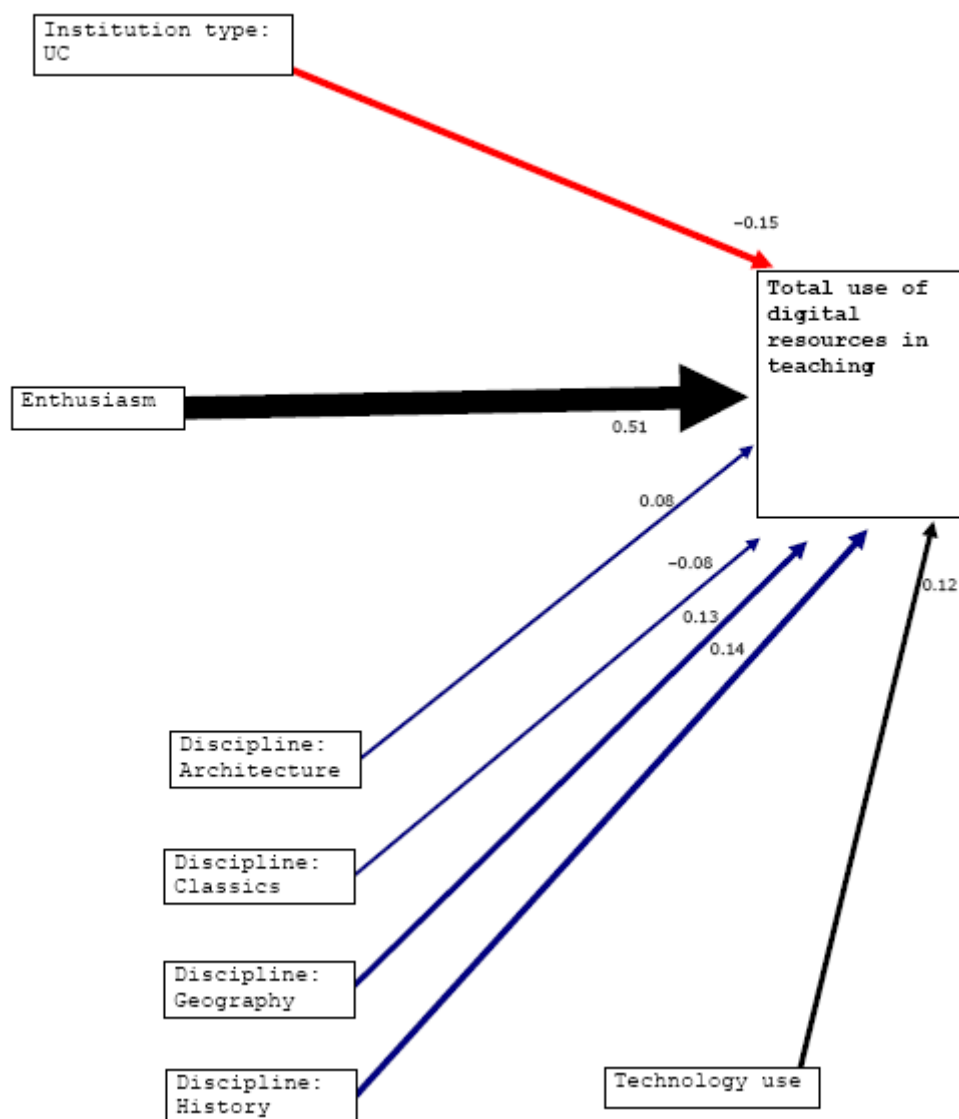 Institution type:
UC
−0.15
Total use of
digital
resources in
teaching
Enthusiasm
0.51
0.08
−0.08
0.12
0.13
0.14
Discipline:
Architecture
Discipline:
Classics
Discipline:
Geography
Discipline:
History
Technology use